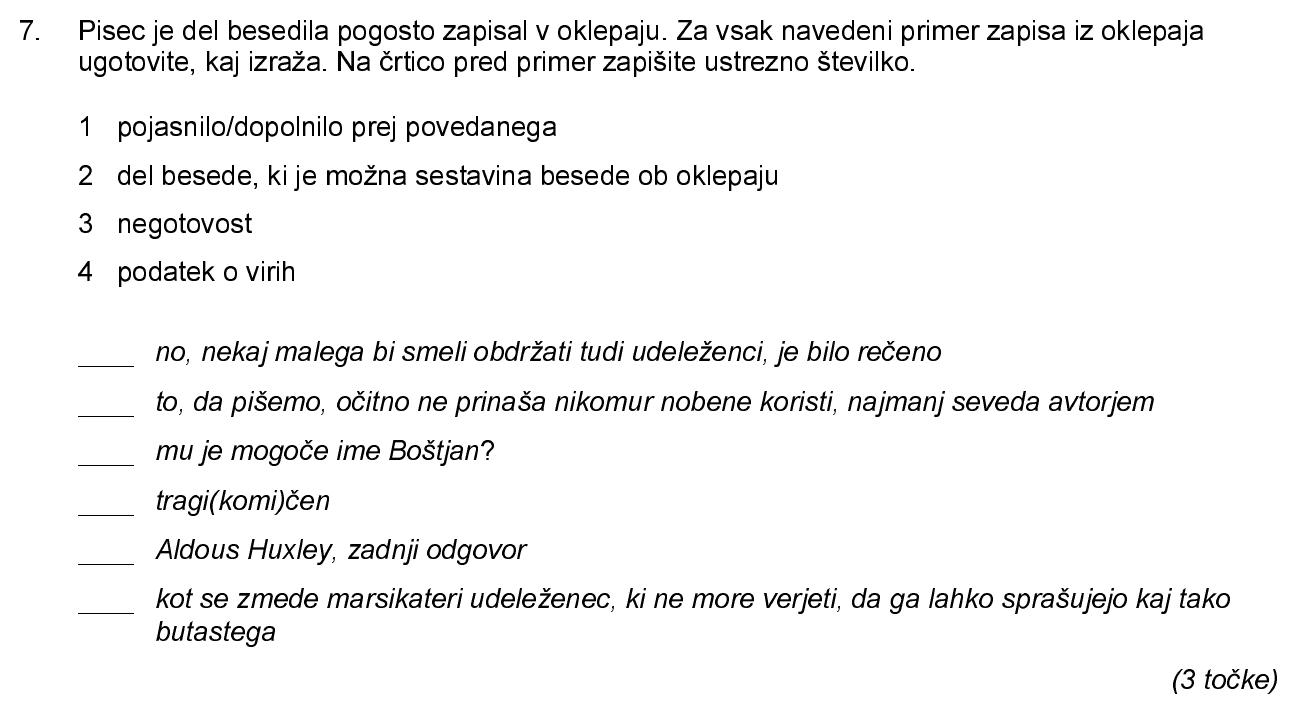 7. Pisec je del besedila pogosto zapisal v oklepaju. Za vsak navedeni primer zapisa iz oklepaja
ugotovite, kaj izraža. Na črtico pred primer zapišite ustrezno številko.
1 pojasnilo/dopolnilo prej povedanega
2 del besede, ki je možna sestavina besede ob oklepaju
3 negotovost
4 podatek o virih
____ no, nekaj malega bi smeli obdržati tudi udeleženci, je bilo rečeno
____ to, da pišemo, očitno ne prinaša nikomur nobene koristi, najmanj seveda avtorjem
____ mu je mogoče ime Boštjan?
____ tragi(komi)čen
____ Aldous Huxley, zadnji odgovor
____ kot se zmede marsikateri udeleženec, ki ne more verjeti, da ga lahko sprašujejo kaj tako
butastega
(3 točke)